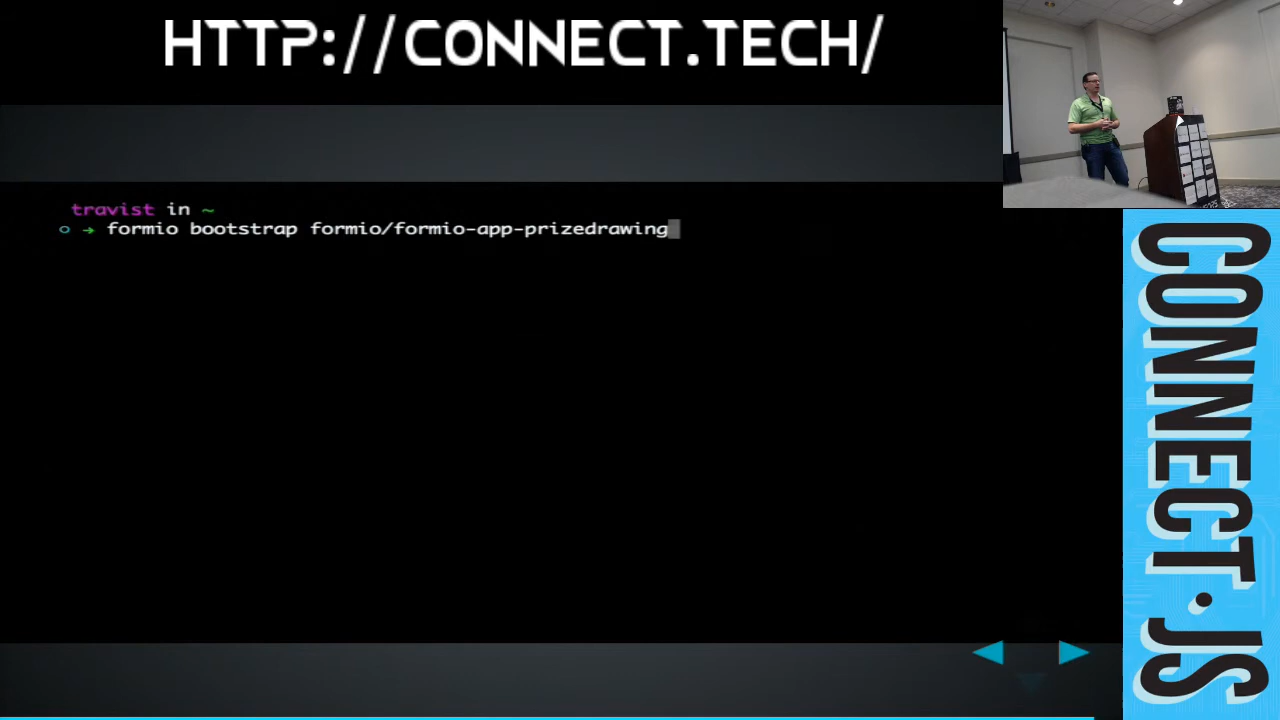 HTTP://CONNECT.TECH/
travist in ~
o → formio bootstrap formio/formio-app-prizedrawing
CONNECT.JS